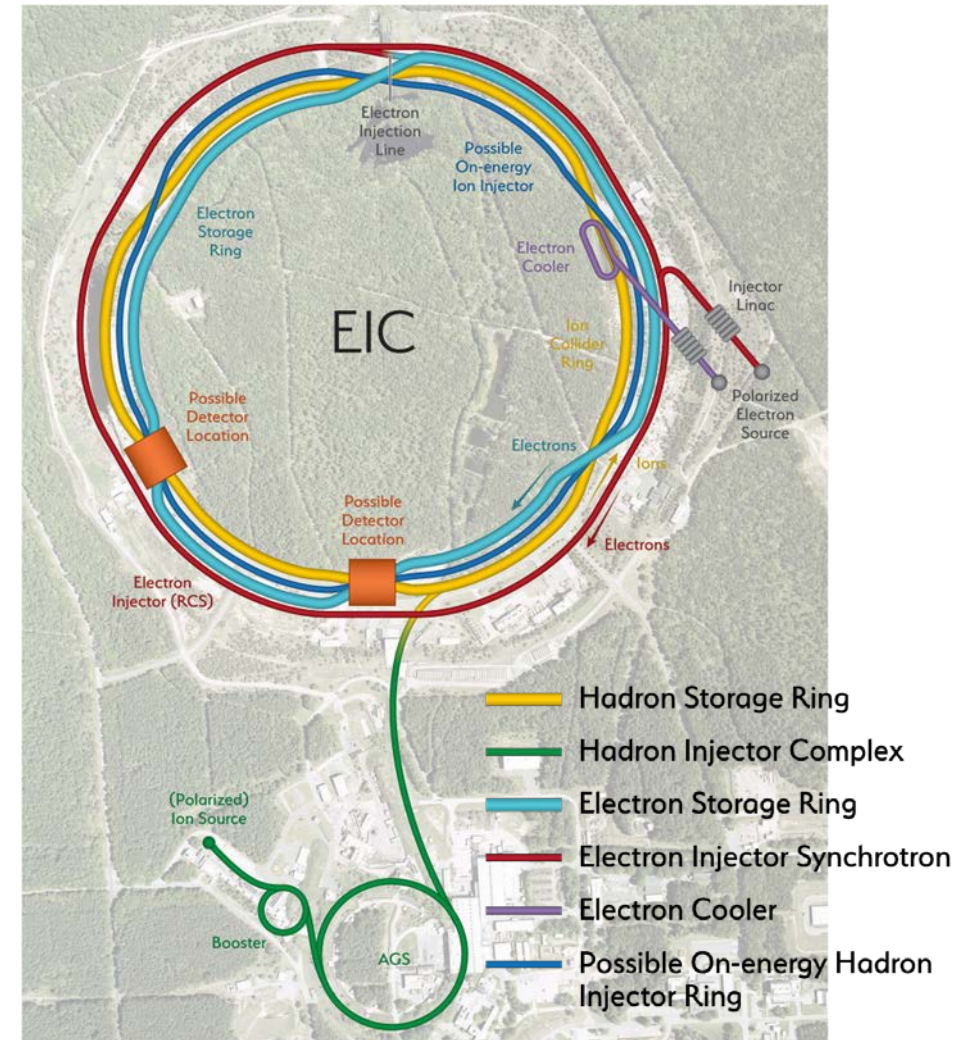 Electron
Injection
Line
Possible
On-energy
Ion Injector
Electron
Storage
Ring
Electron
Cooler
Injector
Linac
EIC
Ion
Collider
Ring
Polarized
Electron
Source
Possible
Detector
Location
Electrons
Ions
Possible
Detector
Location
Electrons
Electron
Injector (RCS)
Hadron Storage Ring
Hadron Injector Complex
Electron Storage Ring
Electron Injector Synchrotron
Electron Cooler
Possible On-energy Hadron
Injector Ring
(Polarized)
Ion Source
Booster
AGS